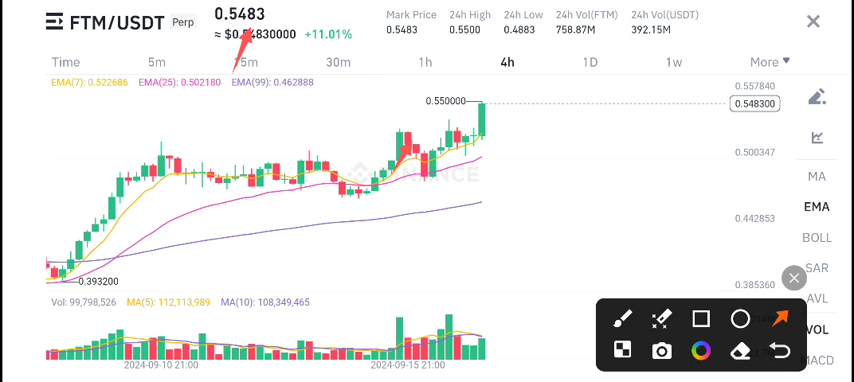 FTM/USDT Perp
0.5483
≈ $0.54830000 +11.01%
Mark Price 24h High 24h Low 24h Vol(FTM) 24h Vol(USDT)
0.5483 0.5500 0.4883 758.87M 392.15M
Time 5m 15m 30m 1h 4h 1D 1w More
EMA(7): 0.522686 EMA(25): 0.502180 EMA(99): 0.462888
0.557840
0.550000
0.548300
0.500347
BINANCE
MA
EMA
0.442853
BOLL
SAR
0.393200
0.385360
AVL
Vol: 99,798,526 MA(5): 112,113,989 MA(10): 108,349,465
VOL
MACD
2024-09-10 21:00 2024-09-15 21:00